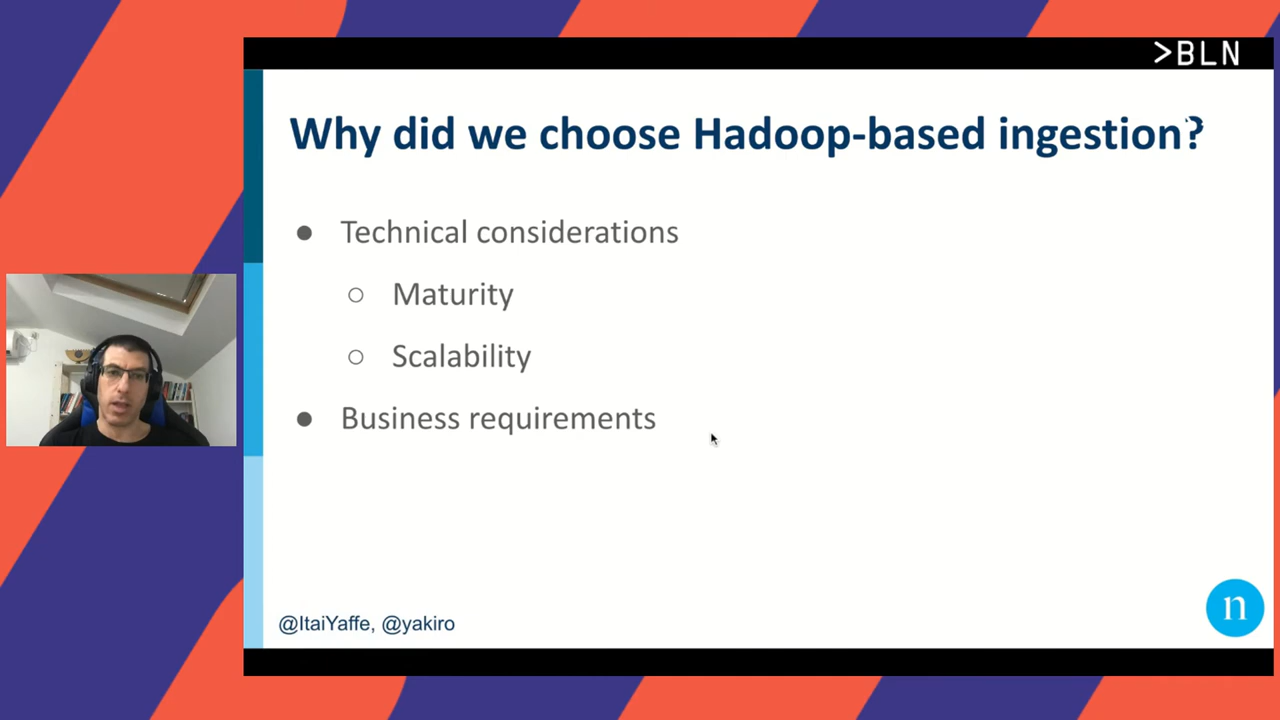 >BLN
Why did we choose Hadoop-based ingestion?
● Technical considerations
○ Maturity
○ Scalability
● Business requirements
@ItaiYaffe, @yakiro
n